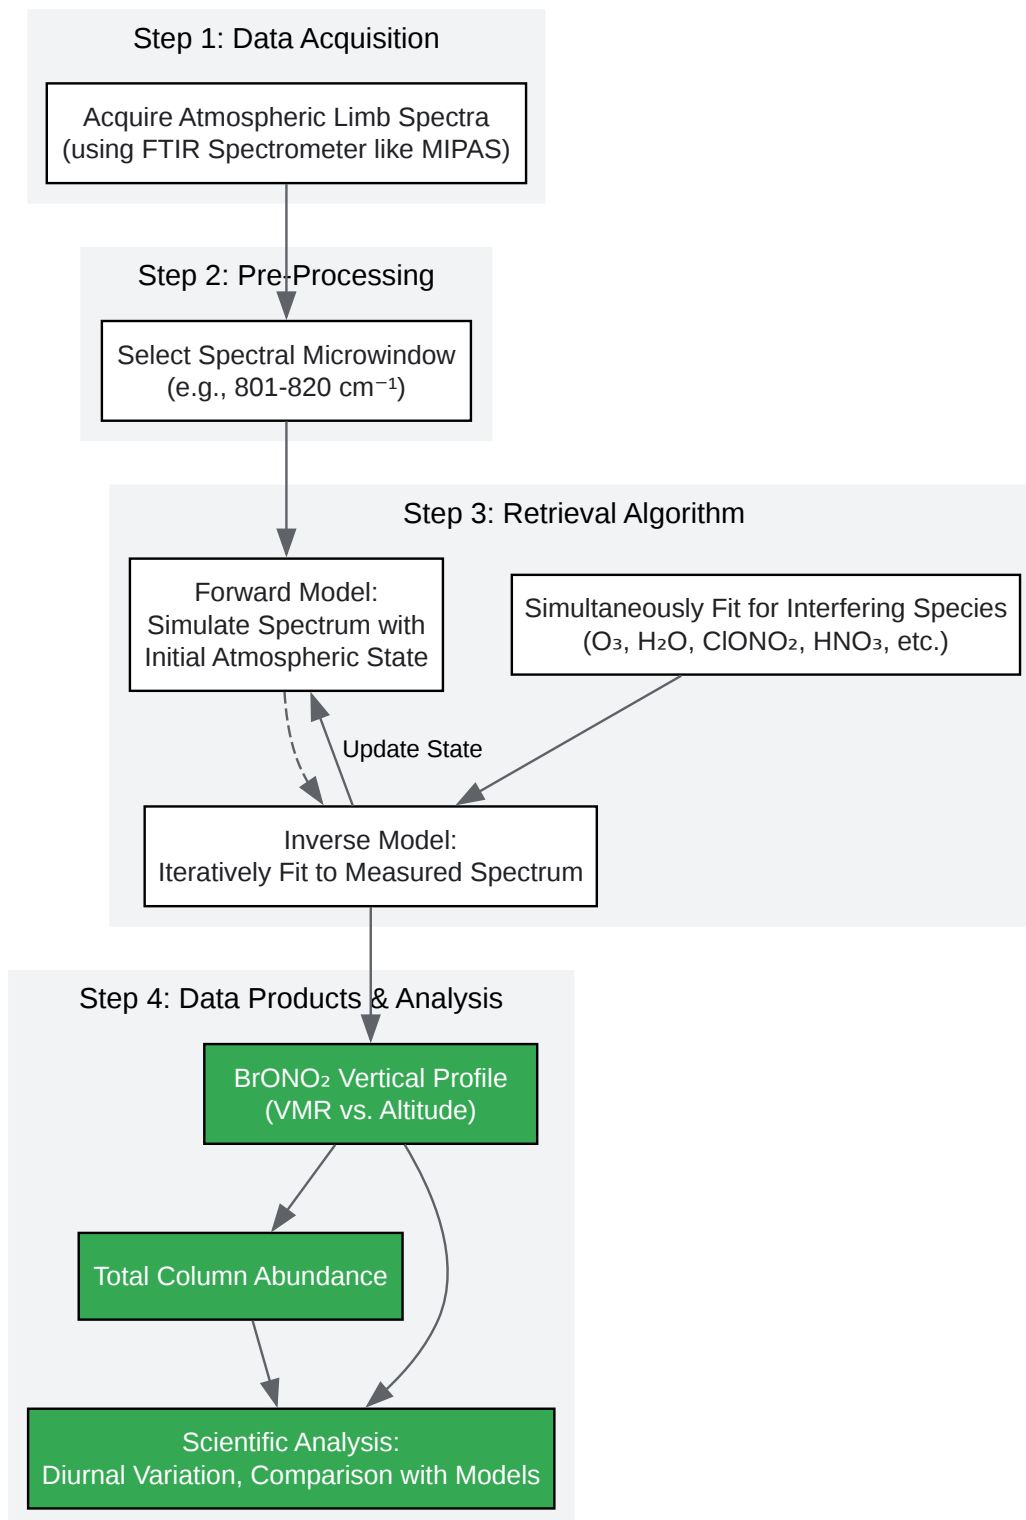 Step 1: Data Acquisition
Acquire Atmospheric Limb Spectra
(using FTIR Spectrometer like MIPAS)
Step 2: Pre-Processing
Select Spectral Microwindow
(e.g., 801-820 cm⁻¹)
Step 3: Retrieval Algorithm
Forward Model:
Simulate Spectrum with
Initial Atmospheric State
Simultaneously Fit for Interfering Species
(O₃, H₂O, ClONO₂, HNO₃, etc.)
Update State
Inverse Model:
Iteratively Fit to Measured Spectrum
Step 4: Data Products & Analysis
BrONO₂ Vertical Profile
(VMR vs. Altitude)
Total Column Abundance
Scientific Analysis:
Diurnal Variation, Comparison with Models